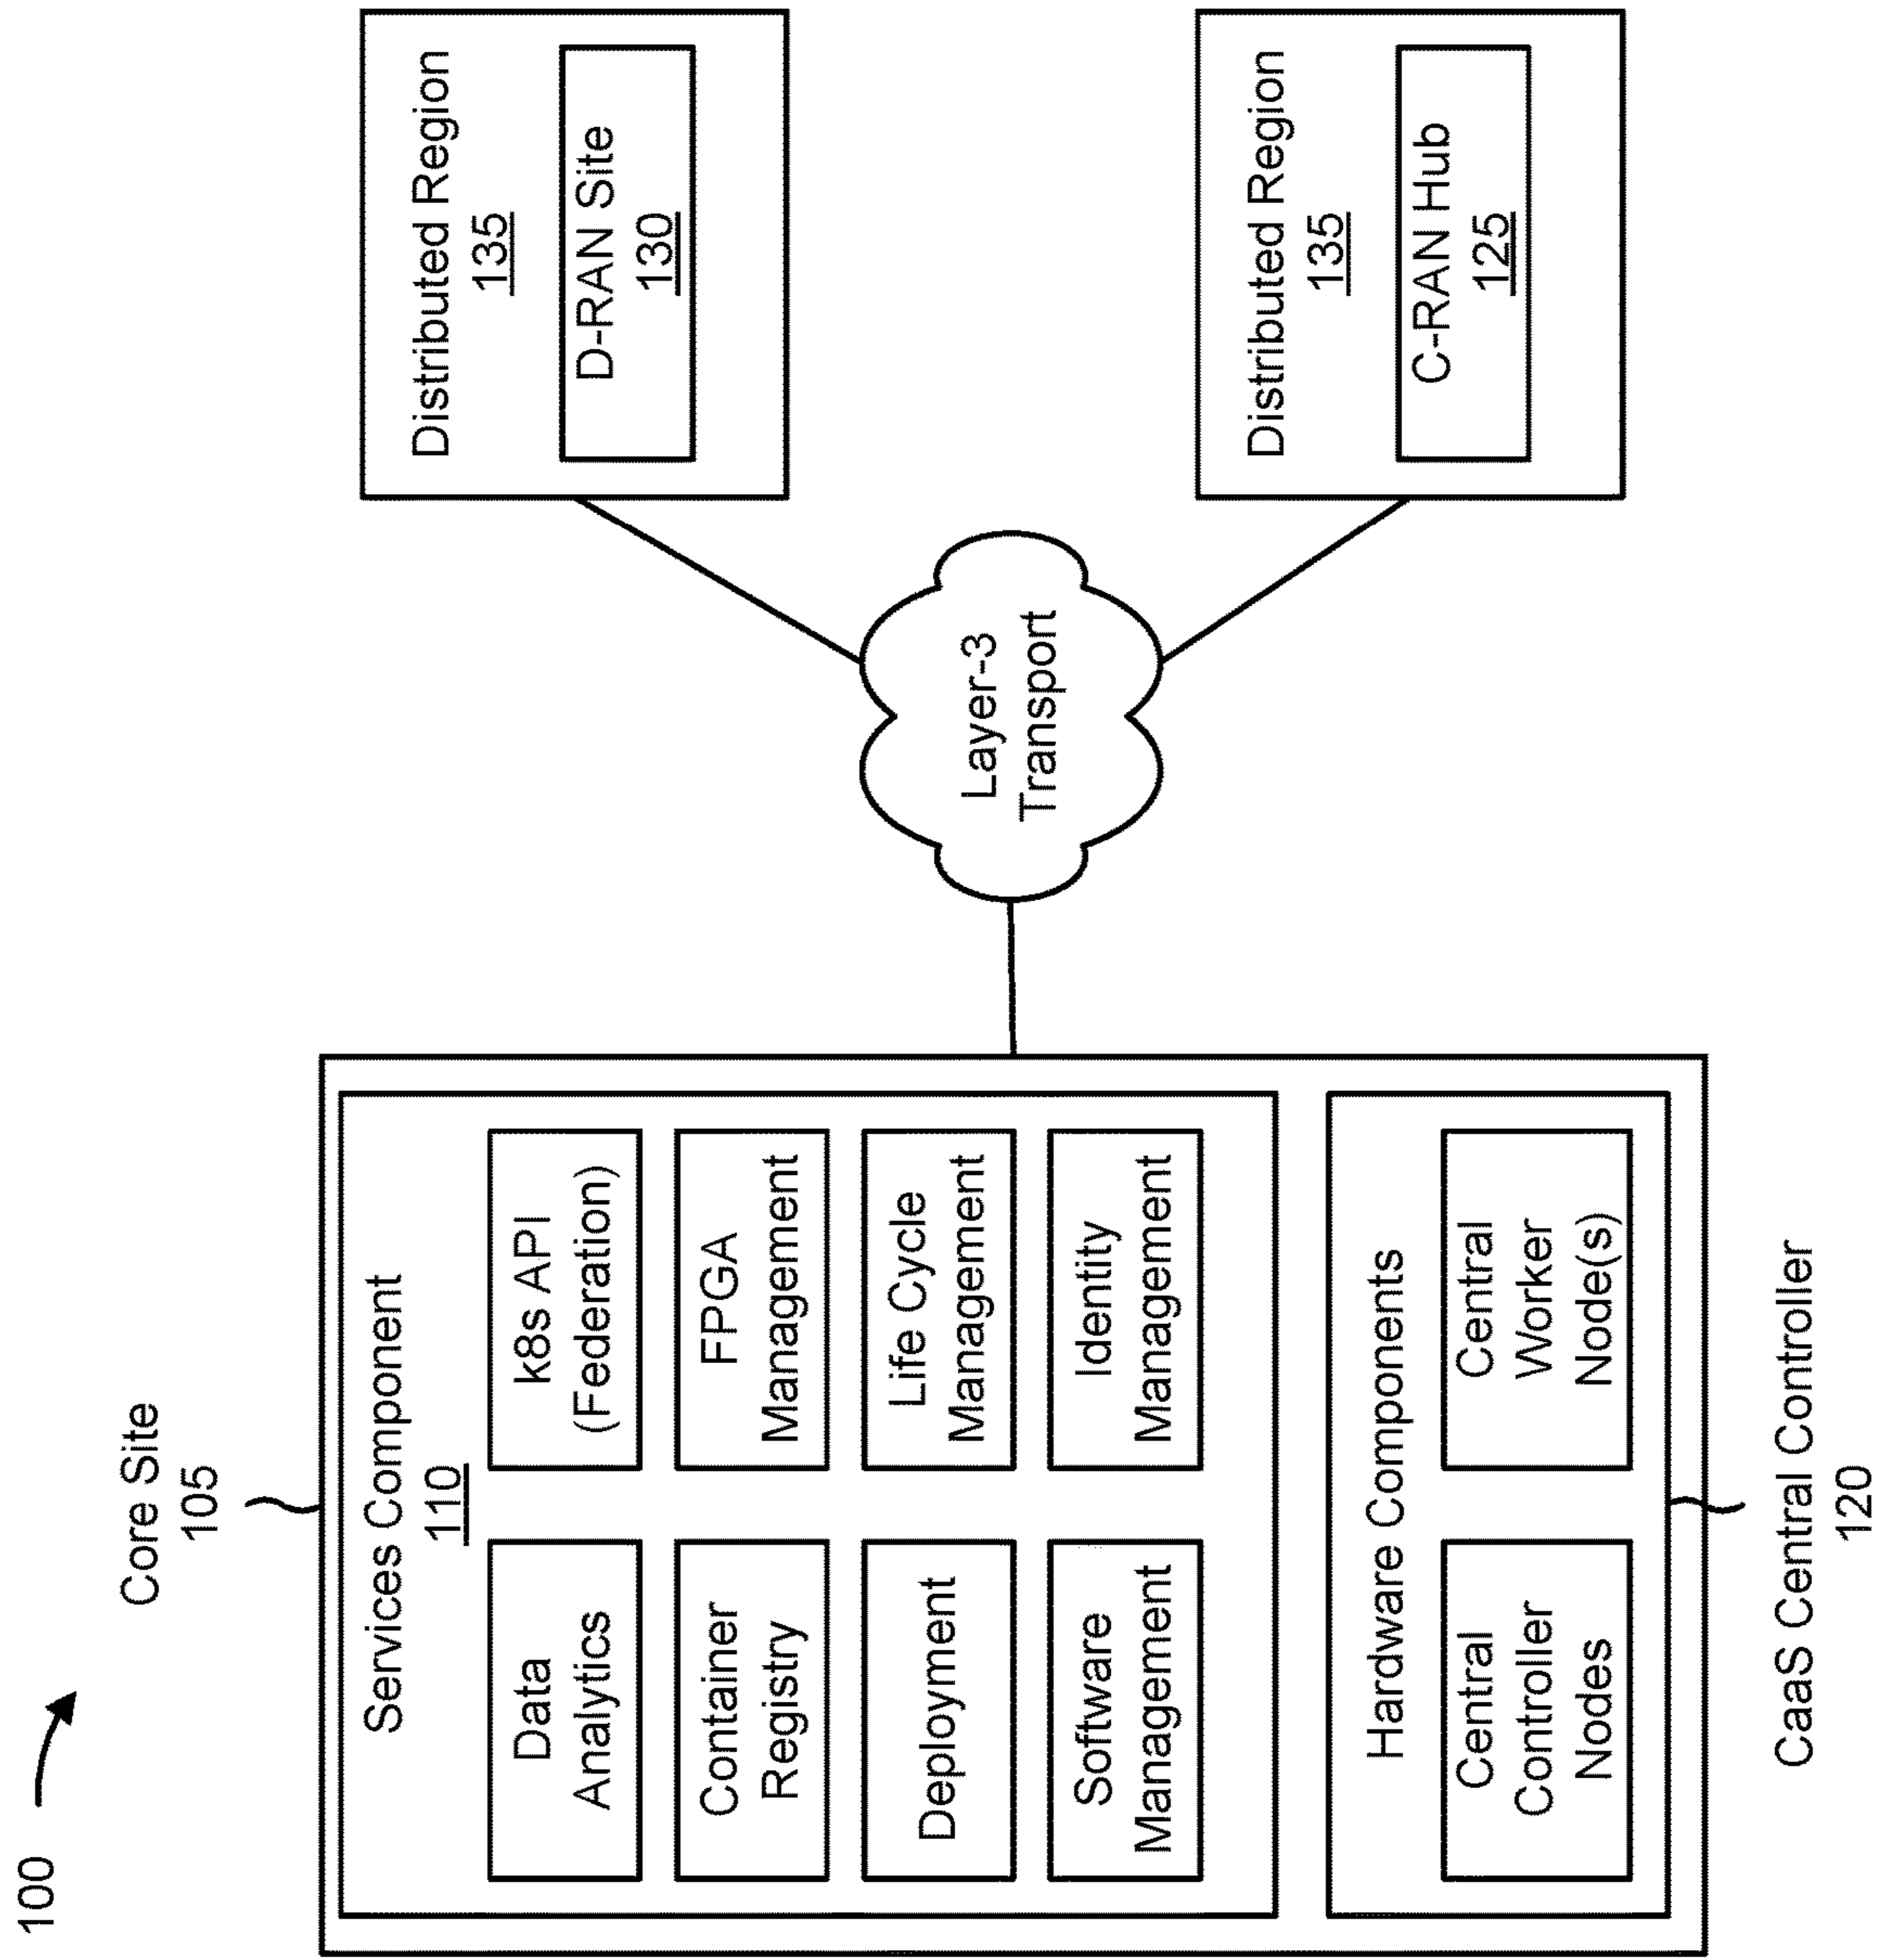 100
Core Site
105
Services Component
110
Data
Analytics
k8s API
(Federation)
Container
Registry
FPGA
Management
Deployment
Life Cycle
Management
Software
Management
Identity
Management
Hardware Components
Central
Controller
Nodes
Central
Worker
Node(s)
CaaS Central Controller
120
Layer-3
Transport
Distributed Region
135
D-RAN Site
130
Distributed Region
135
C-RAN Hub
125